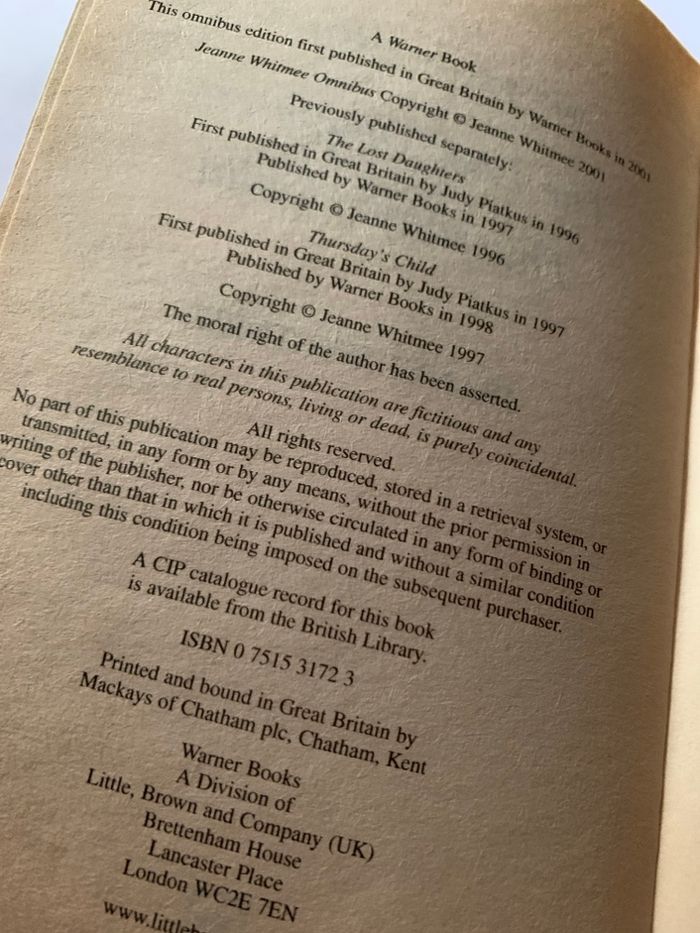 A Warner Book
This omnibus edition first published in Great Britain by Warner Books in 2001
Jeanne Whitmee Omnibus Copyright © Jeanne Whitmee 2001
Previously published separately:
The Lost Daughters
First published in Great Britain by Judy Piatkus in 1996
Published by Warner Books in 1997
Copyright © Jeanne Whitmee 1996
Thursday's Child
First published in Great Britain by Judy Piatkus in 1997
Published by Warner Books in 1998
Copyright © Jeanne Whitmee 1997
The moral right of the author has been asserted.
All characters in this publication are fictitious and any
resemblance to real persons, living or dead, is purely coincidental.
All rights reserved.
No part of this publication may be reproduced, stored in a retrieval system, or
transmitted, in any form or by any means, without the prior permission in
writing of the publisher, nor be otherwise circulated in any form of binding or
cover other than that in which it is published and without a similar condition
including this condition being imposed on the subsequent purchaser.
A CIP catalogue record for this book
is available from the British Library.
ISBN 0 7515 3172 3
Printed and bound in Great Britain by
Mackays of Chatham plc, Chatham, Kent
Warner Books
A Division of
Little, Brown and Company (UK)
Brettenham House
Lancaster Place
London WC2E 7EN